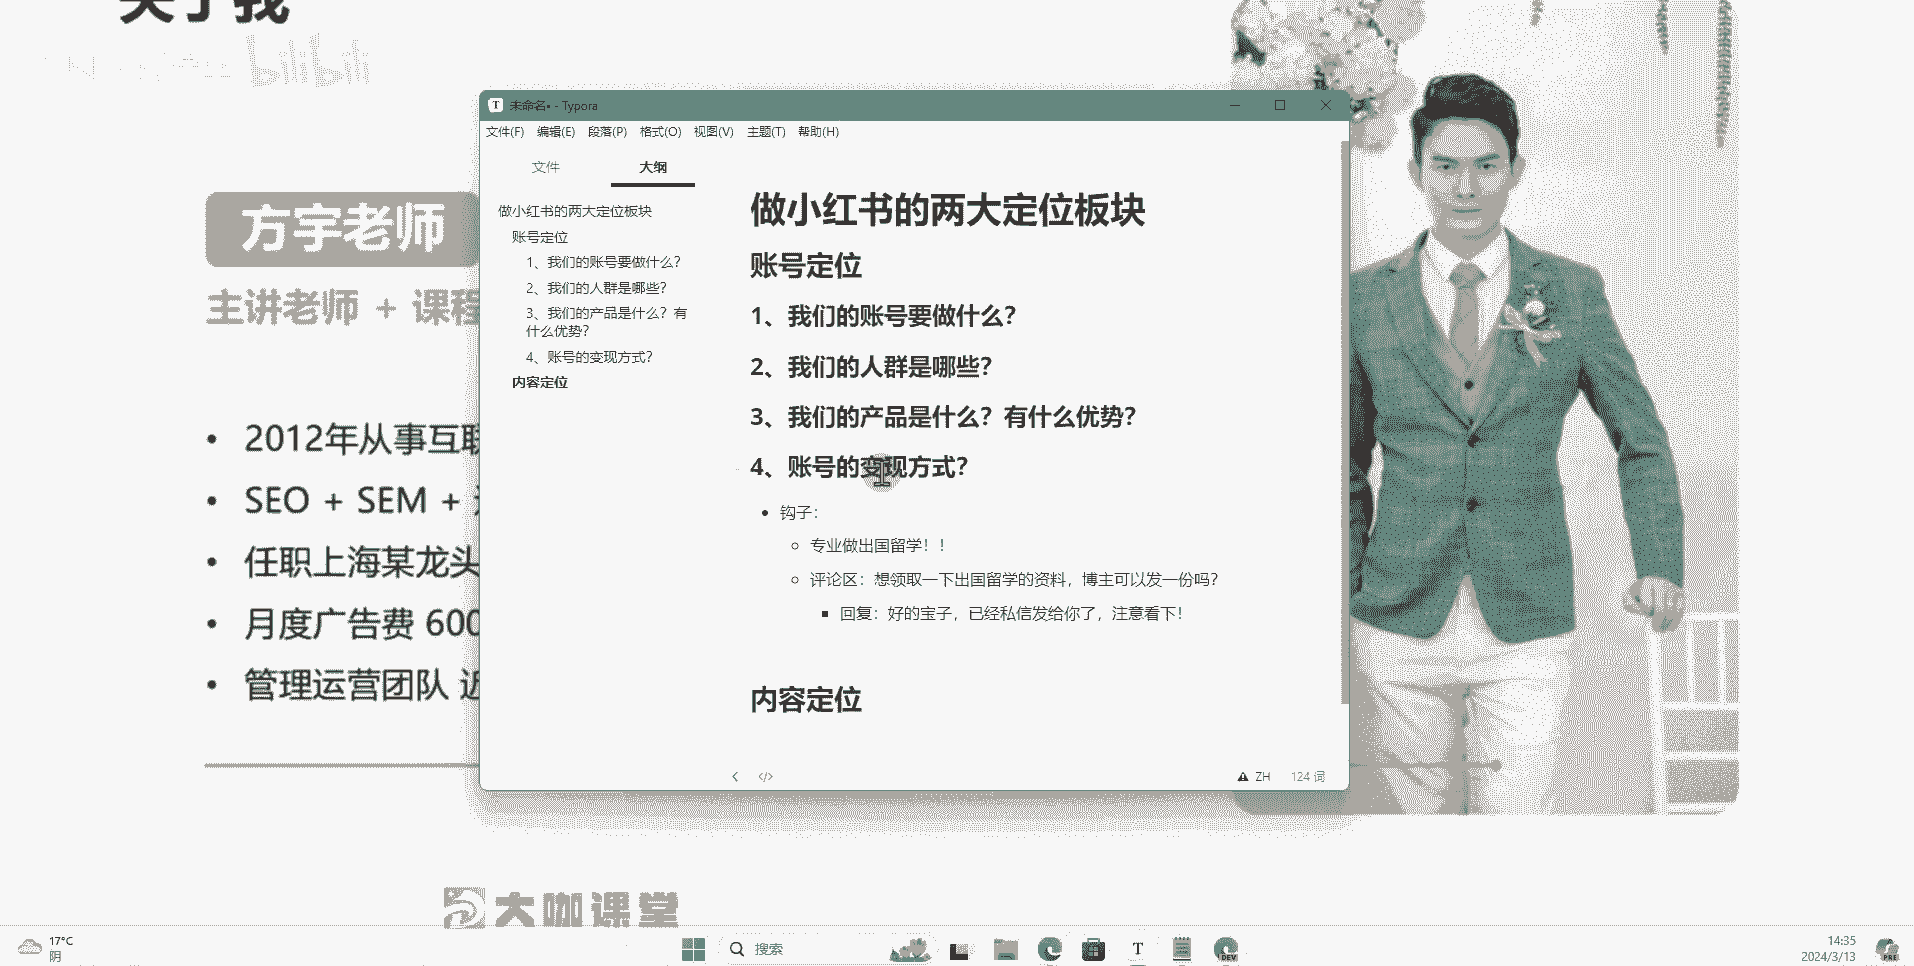 关于我
bilibili
未命名• - Typora
文件(F) 编辑(E) 段落(P) 格式(O) 视图(V) 主题(T) 帮助(H)
文件 大纲
做小红书的两大定位板块
账号定位
1、我们的账号要做什么？
2、我们的人群是哪些？
3、我们的产品是什么？有
什么优势？
4、账号的变现方式？
内容定位
做小红书的两大定位板块
账号定位
1、我们的账号要做什么？
2、我们的人群是哪些？
3、我们的产品是什么？有什么优势？
4、账号的变现方式？
钩子：
专业做出国留学！！
评论区：想领取一下出国留学的资料，博主可以发一份吗？
回复：好的宝子，已经私信发给你了，注意看下！
内容定位
ZH 124 词
方宇老师
主讲老师 + 课程
2012年从事互联
SEO + SEM +
任职上海某龙头
月度广告费 600
管理运营团队 近
大咖课堂
17°C
阴
搜索
T
DEV
14:35
2024/3/13
PRE